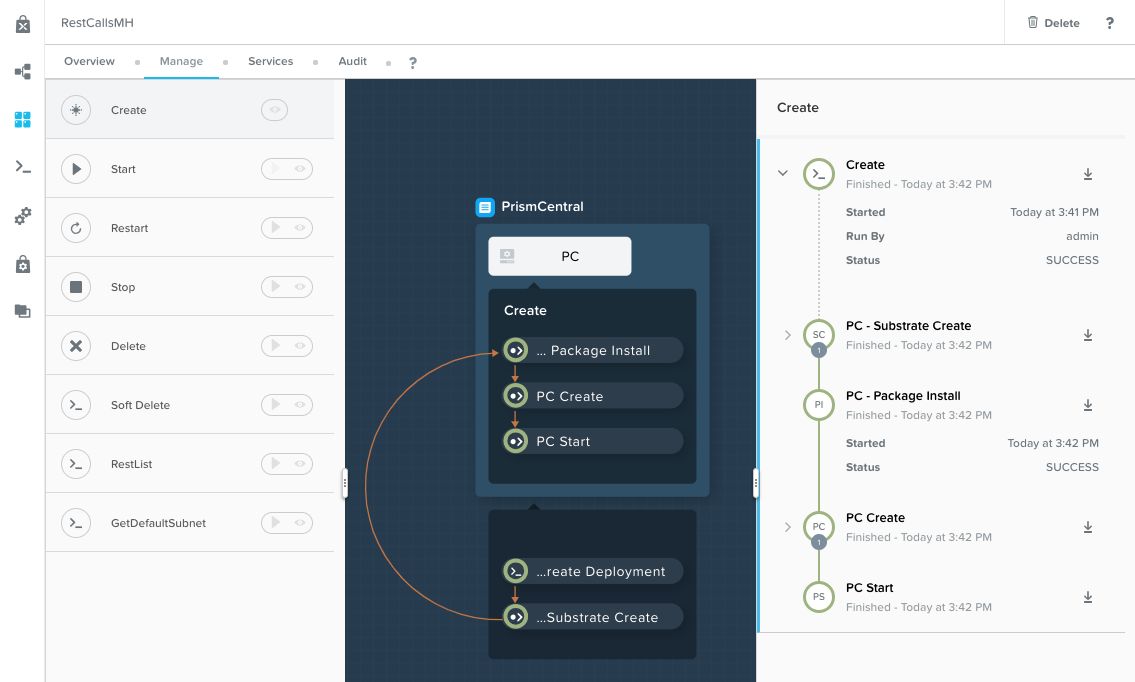 RestCallsMH
Delete
?
Overview
Manage
Services
Audit
?
Create
Start
Restart
Stop
Delete
Soft Delete
RestList
GetDefaultSubnet
PrismCentral
PC
Create
... Package Install
PC Create
PC Start
...reate Deployment
...Substrate Create
Create
Create
Finished - Today at 3:42 PM
Started Today at 3:41 PM
Run By admin
Status SUCCESS
SC
1
PC - Substrate Create
Finished - Today at 3:42 PM
PI
PC - Package Install
Finished - Today at 3:42 PM
Started Today at 3:42 PM
Status SUCCESS
PC
1
PC Create
Finished - Today at 3:42 PM
PS
PC Start
Finished - Today at 3:42 PM